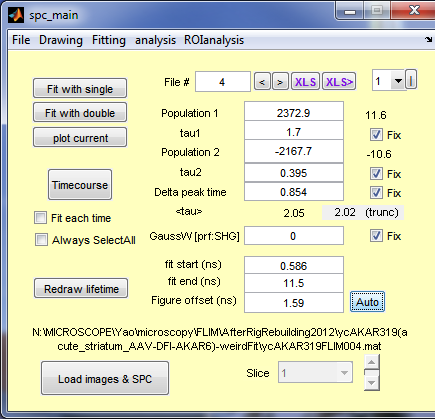 spc_main
File Drawing Fitting analysis ROIanalysis
Fit with single
File # 4 < > XLS XLS> 1
Fit with double
Population 1 2372.9 11.6
plot current
tau1 1.7 Fix
Population 2 -2167.7 -10.6
Timecourse
tau2 0.395 Fix
Delta peak time 0.854 Fix
Fit each time
<tau> 2.05 2.02 (trunc)
Always SelectAll
GaussW [prf:SHG] 0 Fix
fit start (ns) 0.586
Redraw lifetime
fit end (ns) 11.5
Figure offset (ns) 1.59 Auto
N:\MICROSCOPE\Yao\microscopy\FLIM\AfterRigRebuilding2012\ycAKAR319(a
cute_striatum_AAV-DFI-AKAR6)-weirdFit\ycAKAR319FLIM004.mat
Load images & SPC
Slice 1